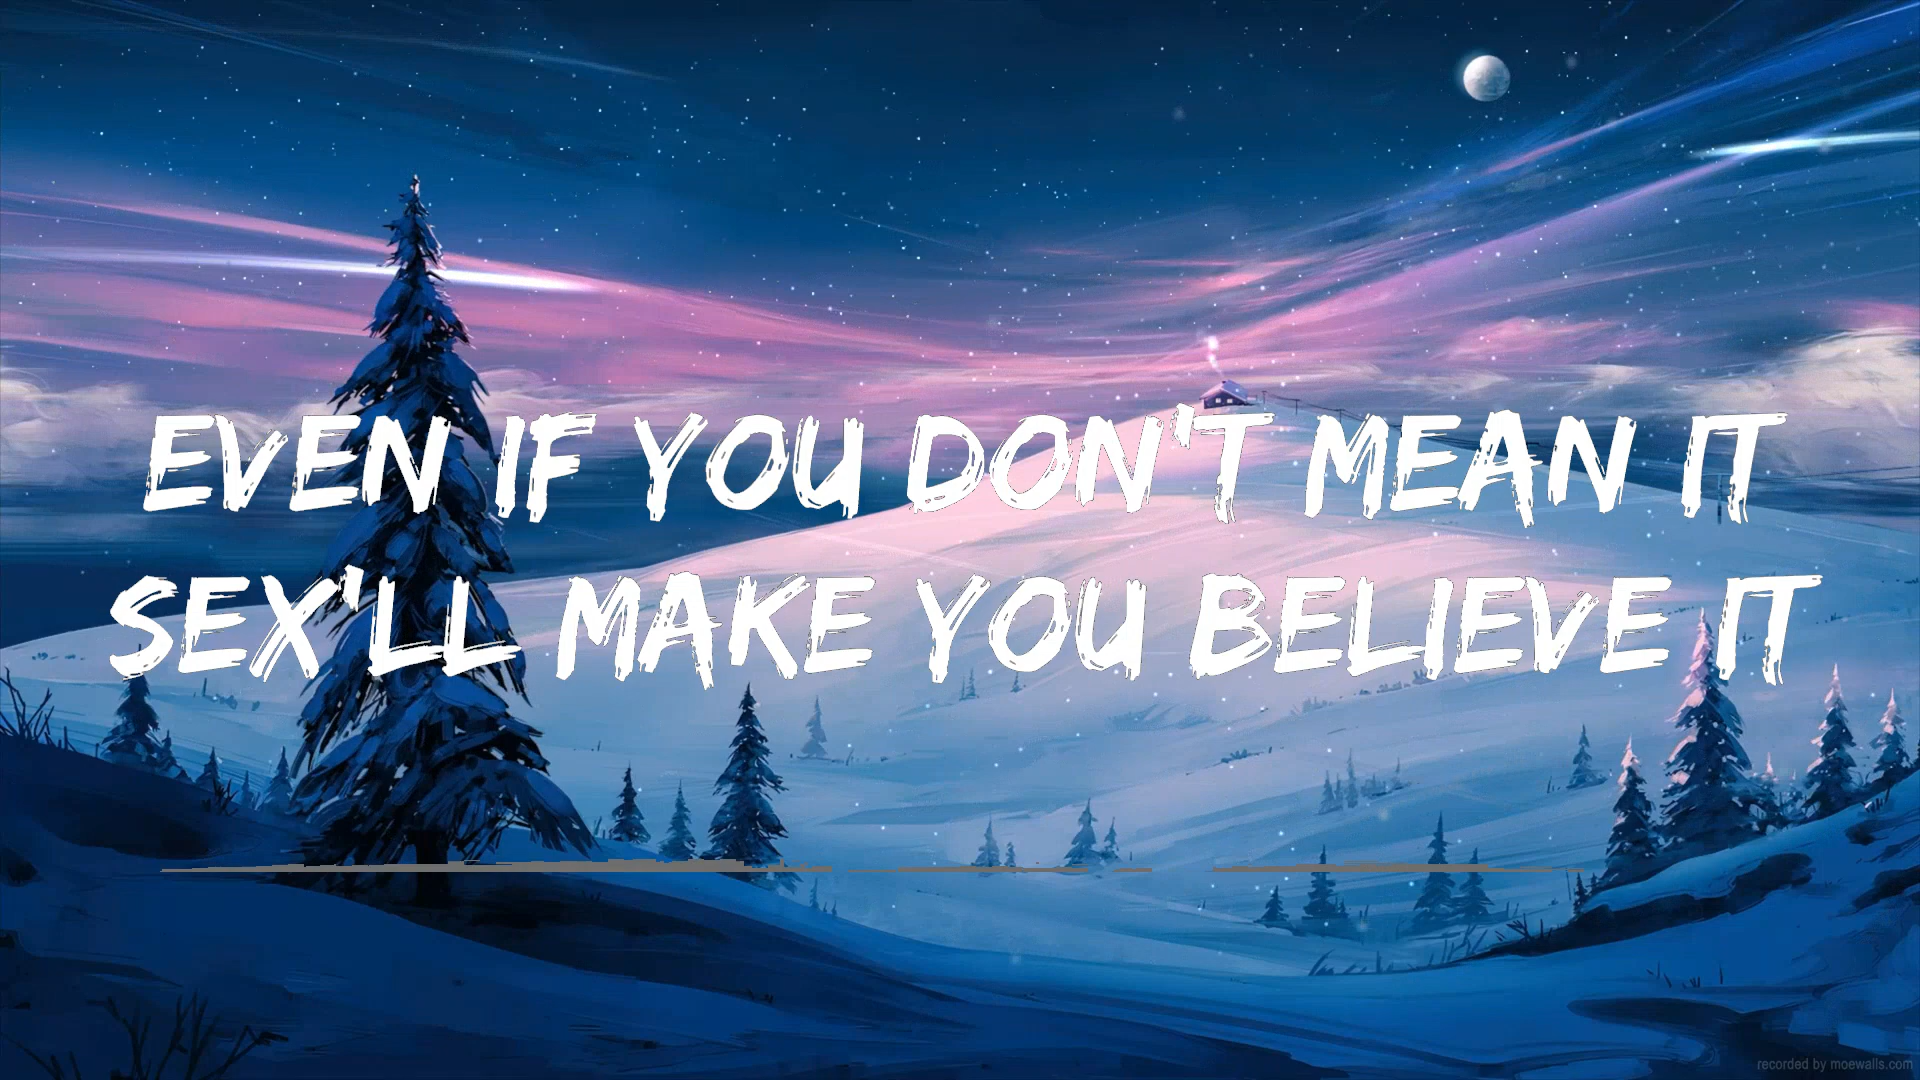 EVEN IF YOU DON'T MEAN IT
SEX'LL MAKE YOU BELIEVE IT
recorded by moewalls.com